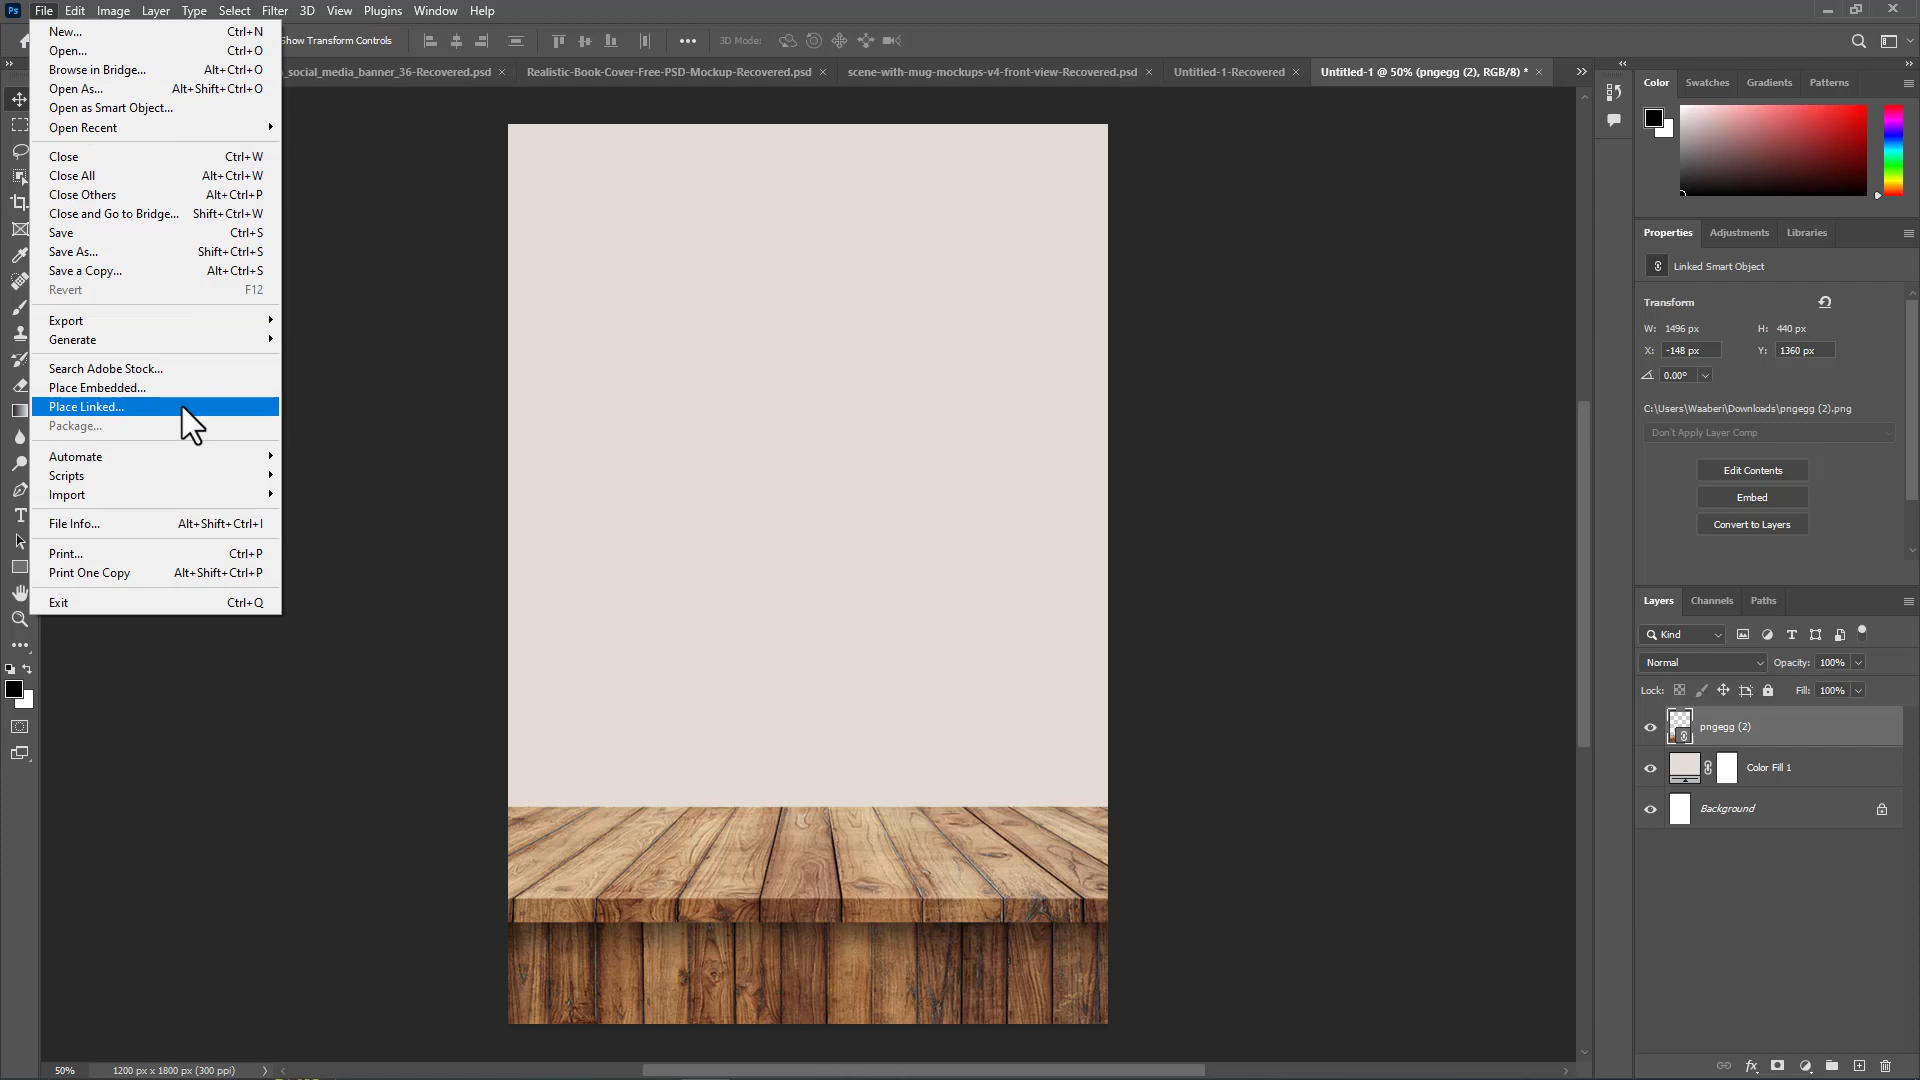 Ps File Edit Image Layer Type Select Filter 3D View Plugins Window Help
Show Transform Controls
3D Mode:
_social_media_banner_36-Recovered.psd
Realistic-Book-Cover-Free-PSD-Mockup-Recovered.psd
scene-with-mug-mockups-v4-front-view-Recovered.psd
Untitled-1-Recovered
Untitled-1 @ 50% (pngegg (2), RGB/8) *
New... Ctrl+N
Open... Ctrl+O
Browse in Bridge... Alt+Ctrl+O
Open As... Alt+Shift+Ctrl+O
Open as Smart Object...
Open Recent
Close Ctrl+W
Close All Alt+Ctrl+W
Close Others Alt+Ctrl+P
Close and Go to Bridge... Shift+Ctrl+W
Save Ctrl+S
Save As... Shift+Ctrl+S
Save a Copy... Alt+Ctrl+S
Revert F12
Export
Generate
Search Adobe Stock...
Place Embedded...
Place Linked...
Package...
Automate
Scripts
Import
File Info... Alt+Shift+Ctrl+I
Print... Ctrl+P
Print One Copy Alt+Shift+Ctrl+P
Exit Ctrl+Q
Color Swatches Gradients Patterns
Properties Adjustments Libraries
Linked Smart Object
Transform
W: 1496 px H: 440 px
X: -148 px Y: 1360 px
0.00°
C:\Users\Waaberi\Downloads\pngegg (2).png
Don't Apply Layer Comp
Edit Contents
Embed
Convert to Layers
Layers Channels Paths
Kind
Normal Opacity: 100%
Lock: Fill: 100%
pngegg (2)
Color Fill 1
Background
50% 1200 px x 1800 px (300 ppi)